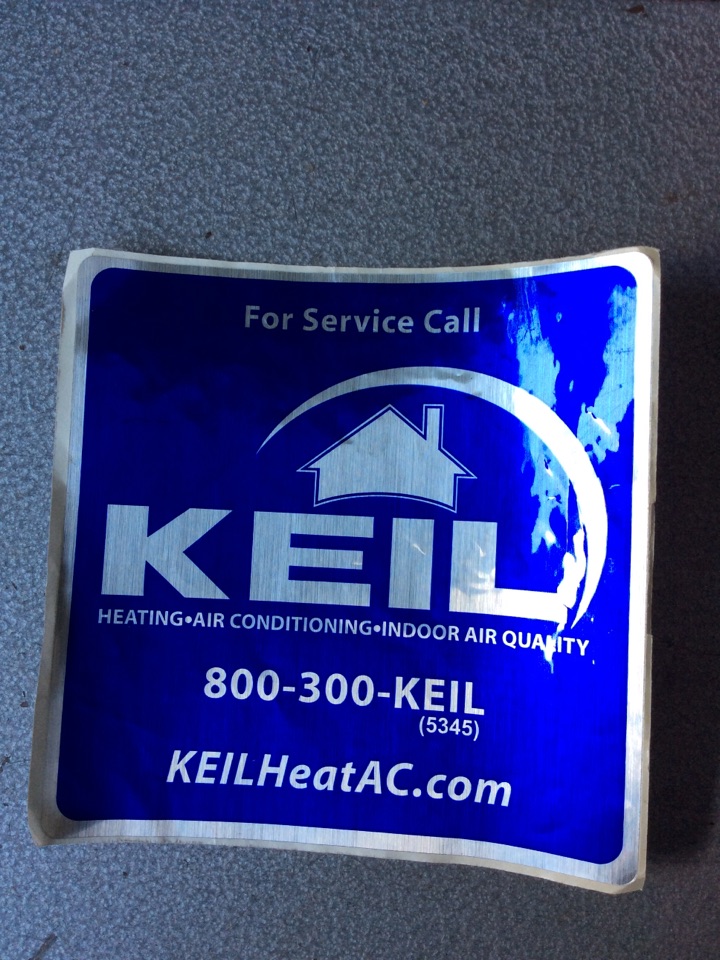 For Service Call
KEIL
HEATING•AIR CONDITIONING•INDOOR AIR QUALITY
800-300-KEIL
(5345)
KEILHeatAC.com